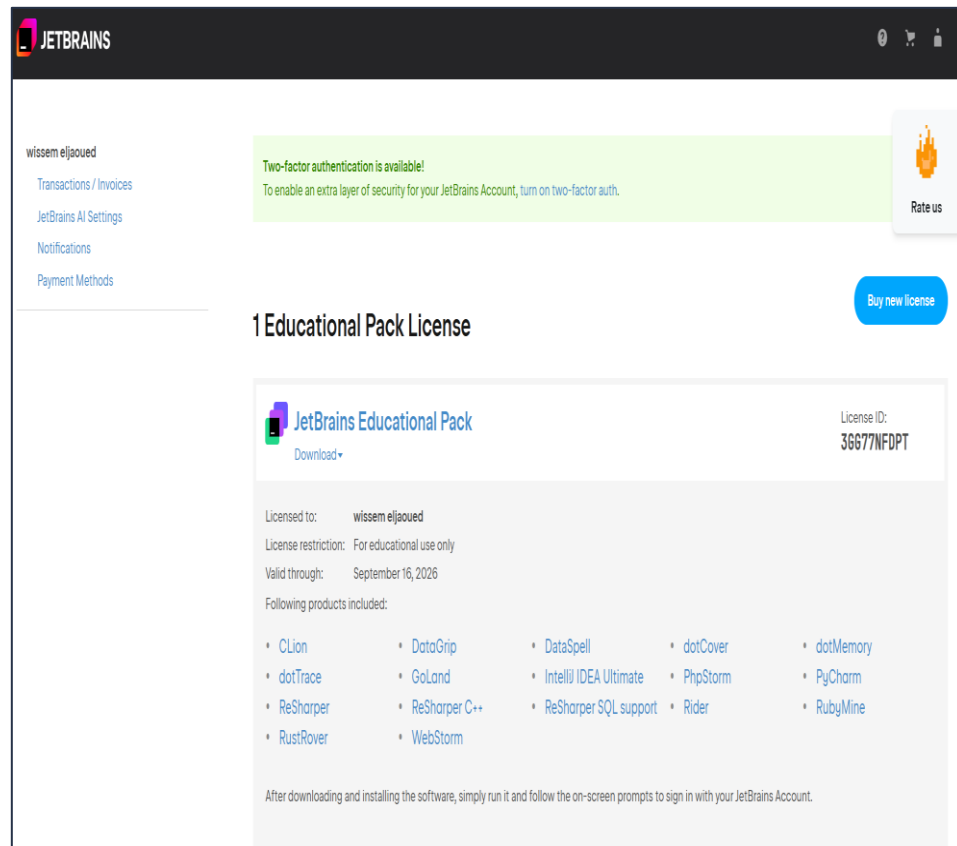 JETBRAINS
wissem eljaoued
Transactions / Invoices
JetBrains AI Settings
Notifications
Payment Methods
Two-factor authentication is available!
To enable an extra layer of security for your JetBrains Account, turn on two-factor auth.
Rate us
Buy new license
1 Educational Pack License
JetBrains Educational Pack
Download
License ID:
3GG77NFDPT
Licensed to: wissem eljaoued
License restriction: For educational use only
Valid through: September 16, 2026
Following products included:
• CLion • DataGrip • DataSpell • dotCover • dotMemory
• dotTrace • GoLand • IntelliJ IDEA Ultimate • PhpStorm • PyCharm
• ReSharper • ReSharper C++ • ReSharper SQL support • Rider • RubyMine
• RustRover • WebStorm
After downloading and installing the software, simply run it and follow the on-screen prompts to sign in with your JetBrains Account.